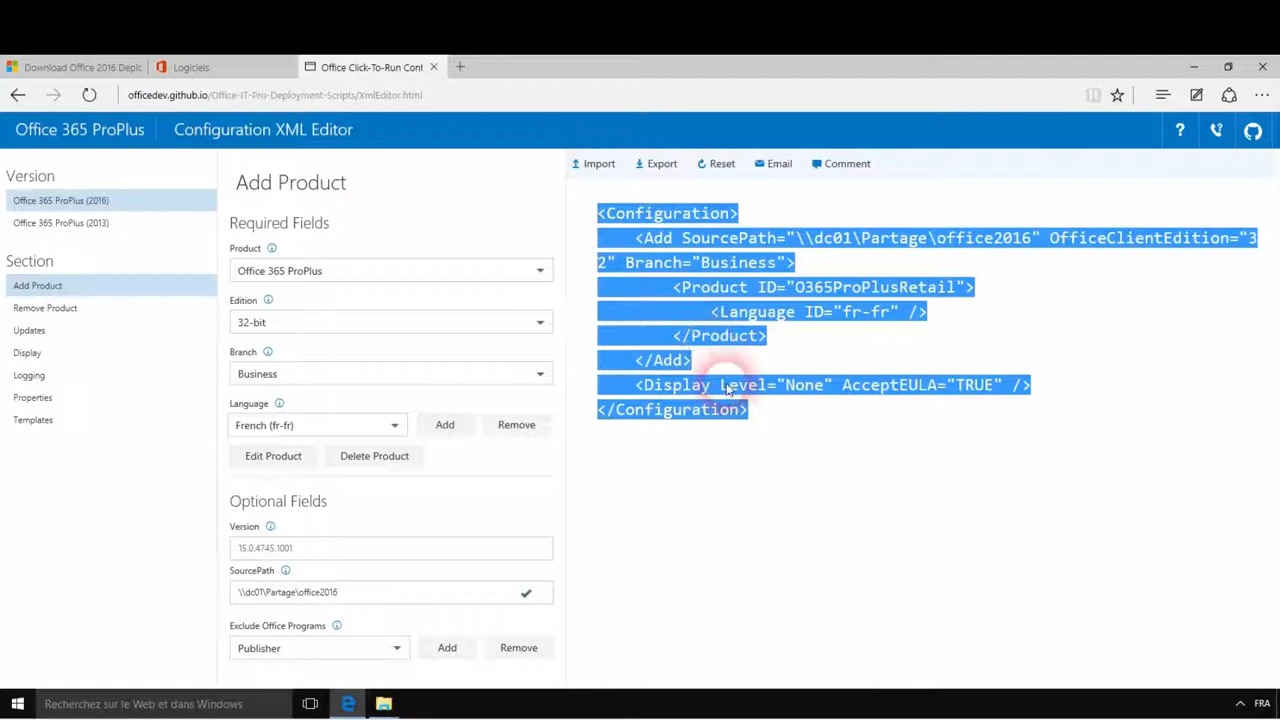 Download Office 2016 Deplo
Logiciels
Office Click-To-Run Conf
officedev.github.io/Office-IT-Pro-Deployment-Scripts/XmlEditor.html
Office 365 ProPlus
Configuration XML Editor
?
Version
Office 365 ProPlus (2016)
Office 365 ProPlus (2013)
Section
Add Product
Remove Product
Updates
Display
Logging
Properties
Templates
Add Product
Required Fields
Product
Office 365 ProPlus
Edition
32-bit
Branch
Business
Language
French (fr-fr)
Add
Remove
Edit Product
Delete Product
Optional Fields
Version
15.0.4745.1001
SourcePath
\\dc01\Partage\office2016
Exclude Office Programs
Publisher
Add
Remove
Import
Export
Reset
Email
Comment
<Configuration>
<Add SourcePath="\\dc01\Partage\office2016" OfficeClientEdition="3
2" Branch="Business">
<Product ID="O365ProPlusRetail">
<Language ID="fr-fr" />
</Product>
</Add>
<Display Level="None" AcceptEULA="TRUE" />
</Configuration>
Recherchez sur le Web et dans Windows
FRA